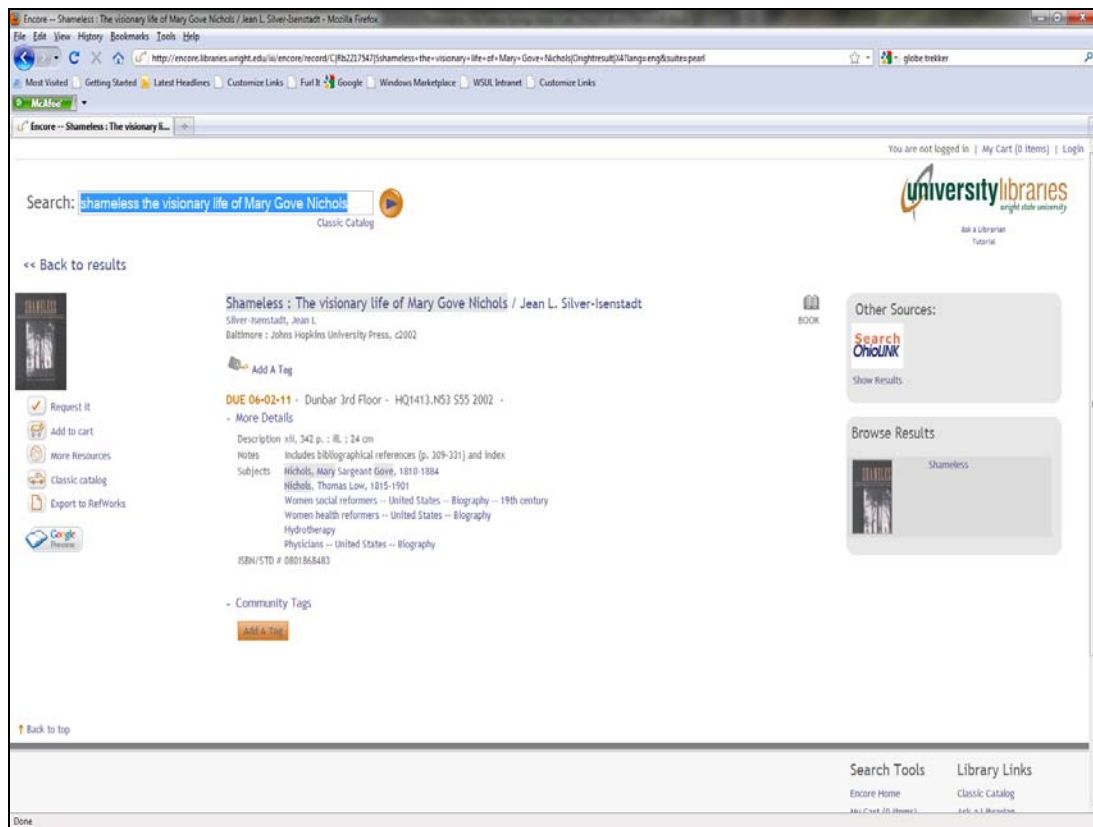 Encore -- Shameless : The visionary life of Mary Gove Nichols / Jean L. Silver-Isenstadt - Mozilla Firefox
File Edit View History Bookmarks Tools Help
http://encore.libraries.wright.edu/iii/encore/record/C|Rb2217547|Sshameless+the+visionary+life+of+Mary+Gove+Nichols|Orightresult|X4?lang=eng&suite=pearl
globe trekker
Most Visited Getting Started Latest Headlines Customize Links Furl It Google Windows Marketplace WSUL Intranet Customize Links
McAfee
Encore -- Shameless : The visionary li...
You are not logged in | My Cart (0 items) | Login
Search: shameless the visionary life of Mary Gove Nichols
Classic Catalog
universitylibraries
wright state university
Ask a Librarian
Tutorial
<< Back to results
SHAMELESS
Shameless : The visionary life of Mary Gove Nichols / Jean L. Silver-Isenstadt
BOOK
Silver-Isenstadt, Jean L
Baltimore : Johns Hopkins University Press, c2002
Add A Tag
DUE 06-02-11 - Dunbar 3rd Floor - HQ1413.N53 S55 2002 -
- More Details
Description xii, 342 p. : ill. ; 24 cm
Notes Includes bibliographical references (p. 309-331) and index
Subjects Nichols, Mary Sargeant Gove, 1810-1884
Nichols, Thomas Low, 1815-1901
Women social reformers -- United States -- Biography -- 19th century
Women health reformers -- United States -- Biography
Hydrotherapy
Physicians -- United States -- Biography
ISBN/STD # 0801868483
- Community Tags
Add A Tag
Request it
Add to cart
More Resources
Classic catalog
Export to RefWorks
Google
Preview
Other Sources:
Search
OhioLINK
Show Results
Browse Results
SHAMELESS
Shameless
Back to top
Search Tools Library Links
Encore Home Classic Catalog
My Cart (0 items) Ask a Librarian
Done